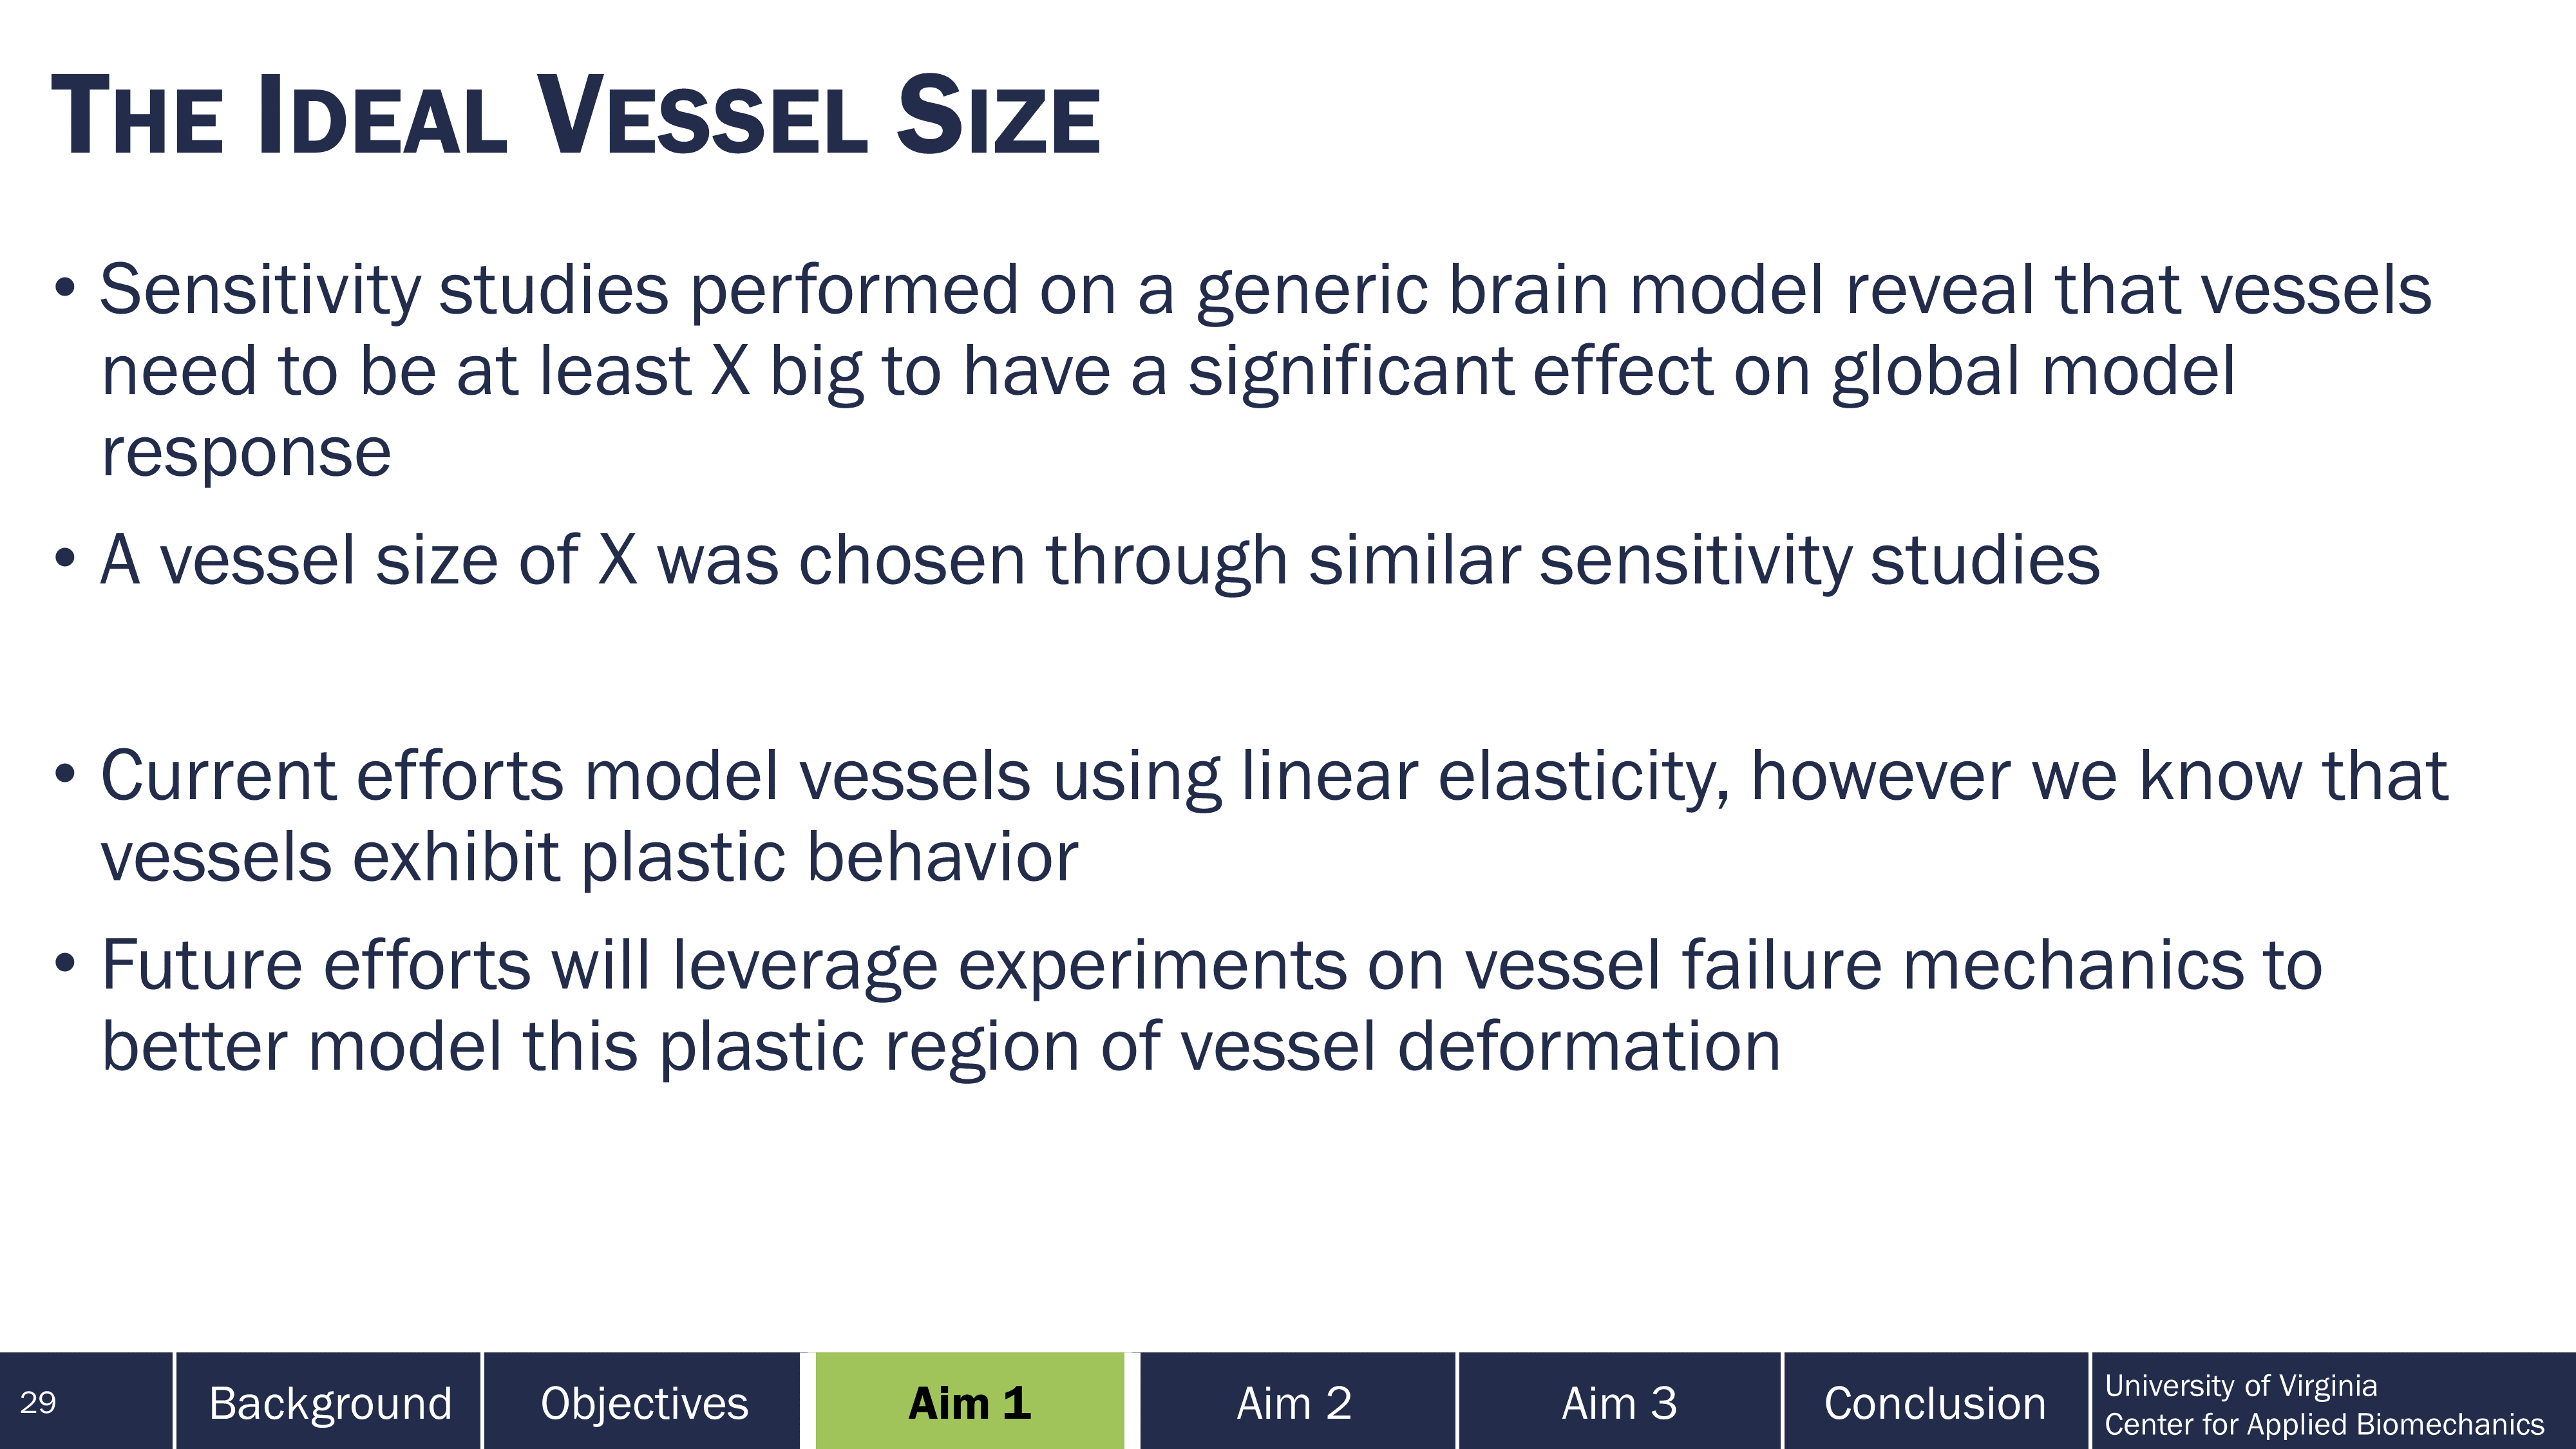 The Ideal Vessel Size
• Sensitivity studies performed on a generic brain model reveal that vessels
need to be at least X big to have a significant effect on global model
response
• A vessel size of X was chosen through similar sensitivity studies
• Current efforts model vessels using linear elasticity, however we know that
vessels exhibit plastic behavior
• Future efforts will leverage experiments on vessel failure mechanics to
better model this plastic region of vessel deformation
29
Background
Objectives
Aim 1
Aim 2
Aim 3
Conclusion
University of Virginia
Center for Applied Biomechanics